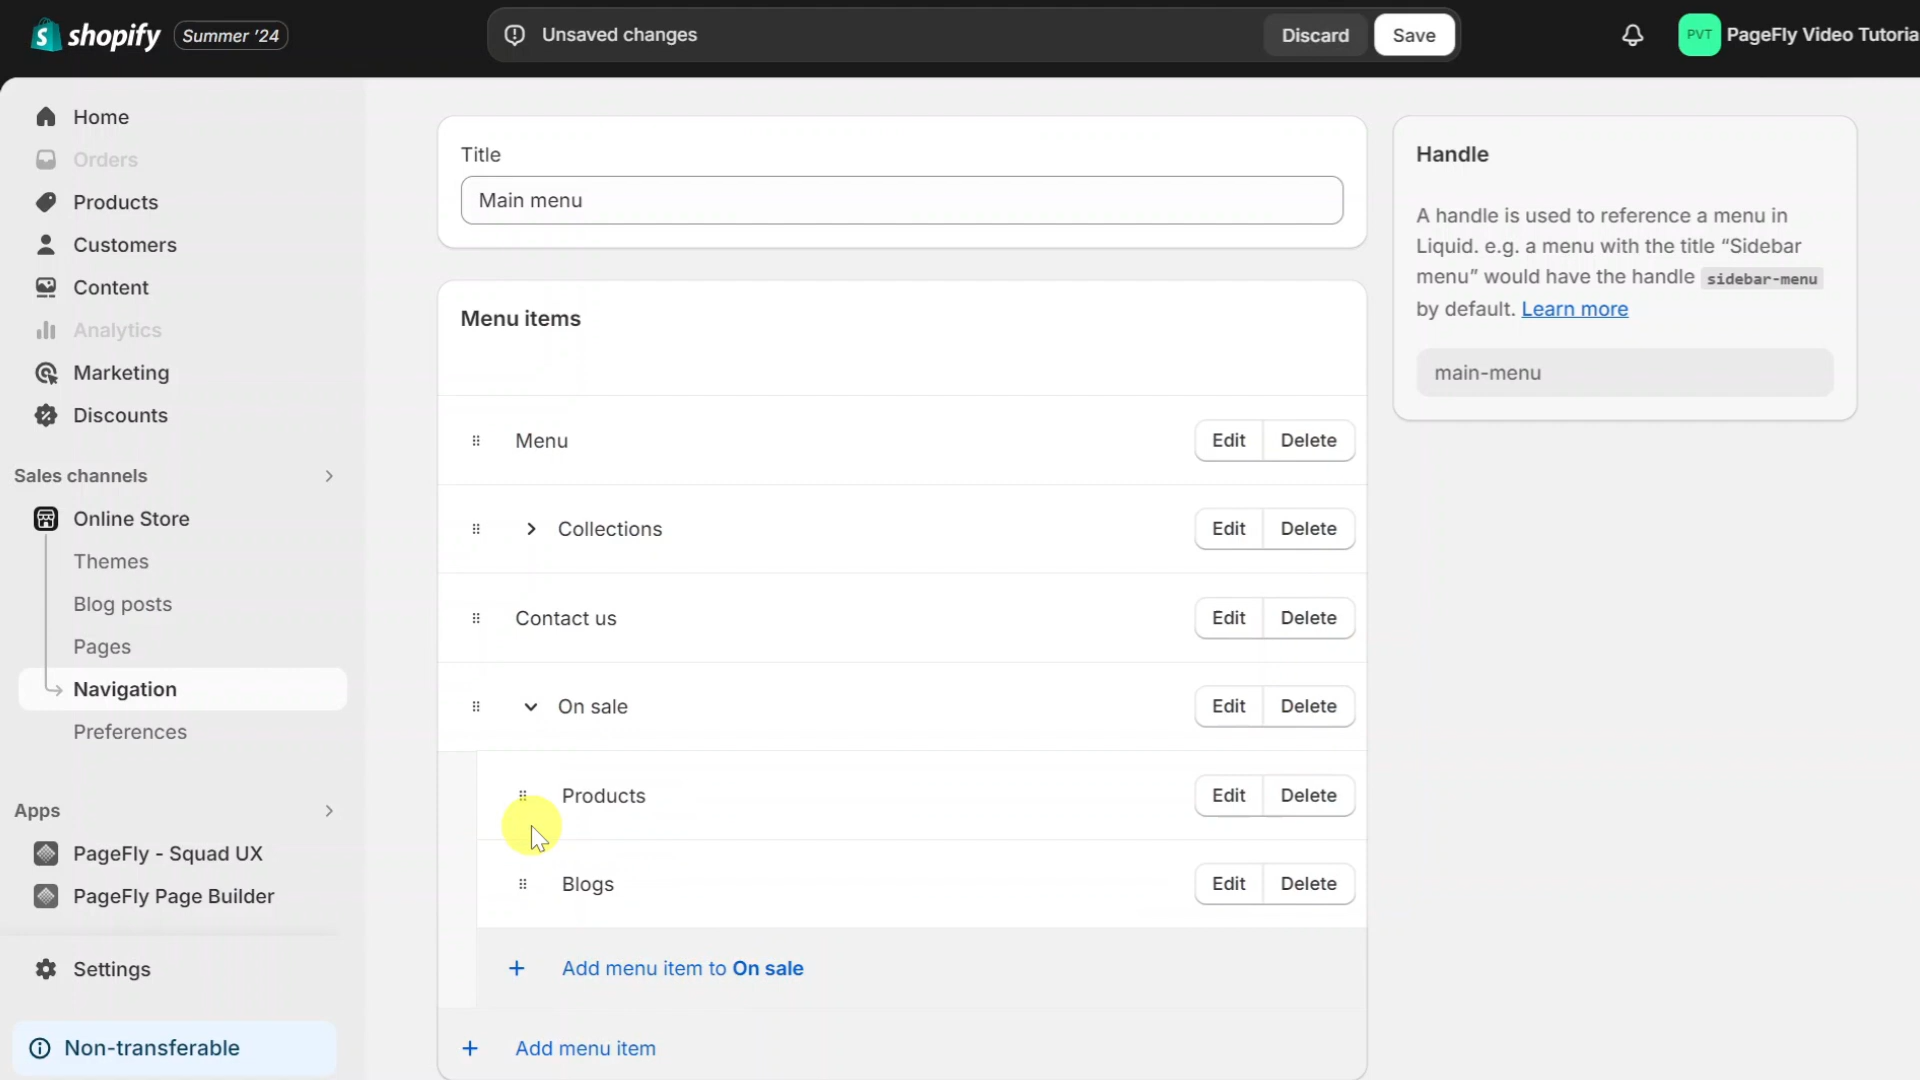 shopify
Summer '24
Unsaved changes
Discard
Save
PVT
PageFly Video Tutoria
Home
Orders
Products
Customers
Content
Analytics
Marketing
Discounts
Sales channels
Online Store
Themes
Blog posts
Pages
Navigation
Preferences
Apps
PageFly - Squad UX
PageFly Page Builder
Settings
Non-transferable
Title
Main menu
Menu items
Menu
Edit
Delete
Collections
Edit
Delete
Contact us
Edit
Delete
On sale
Edit
Delete
Products
Edit
Delete
Blogs
Edit
Delete
Add menu item to On sale
Add menu item
Handle
A handle is used to reference a menu in
Liquid. e.g. a menu with the title “Sidebar
menu” would have the handle sidebar-menu
by default. Learn more
main-menu